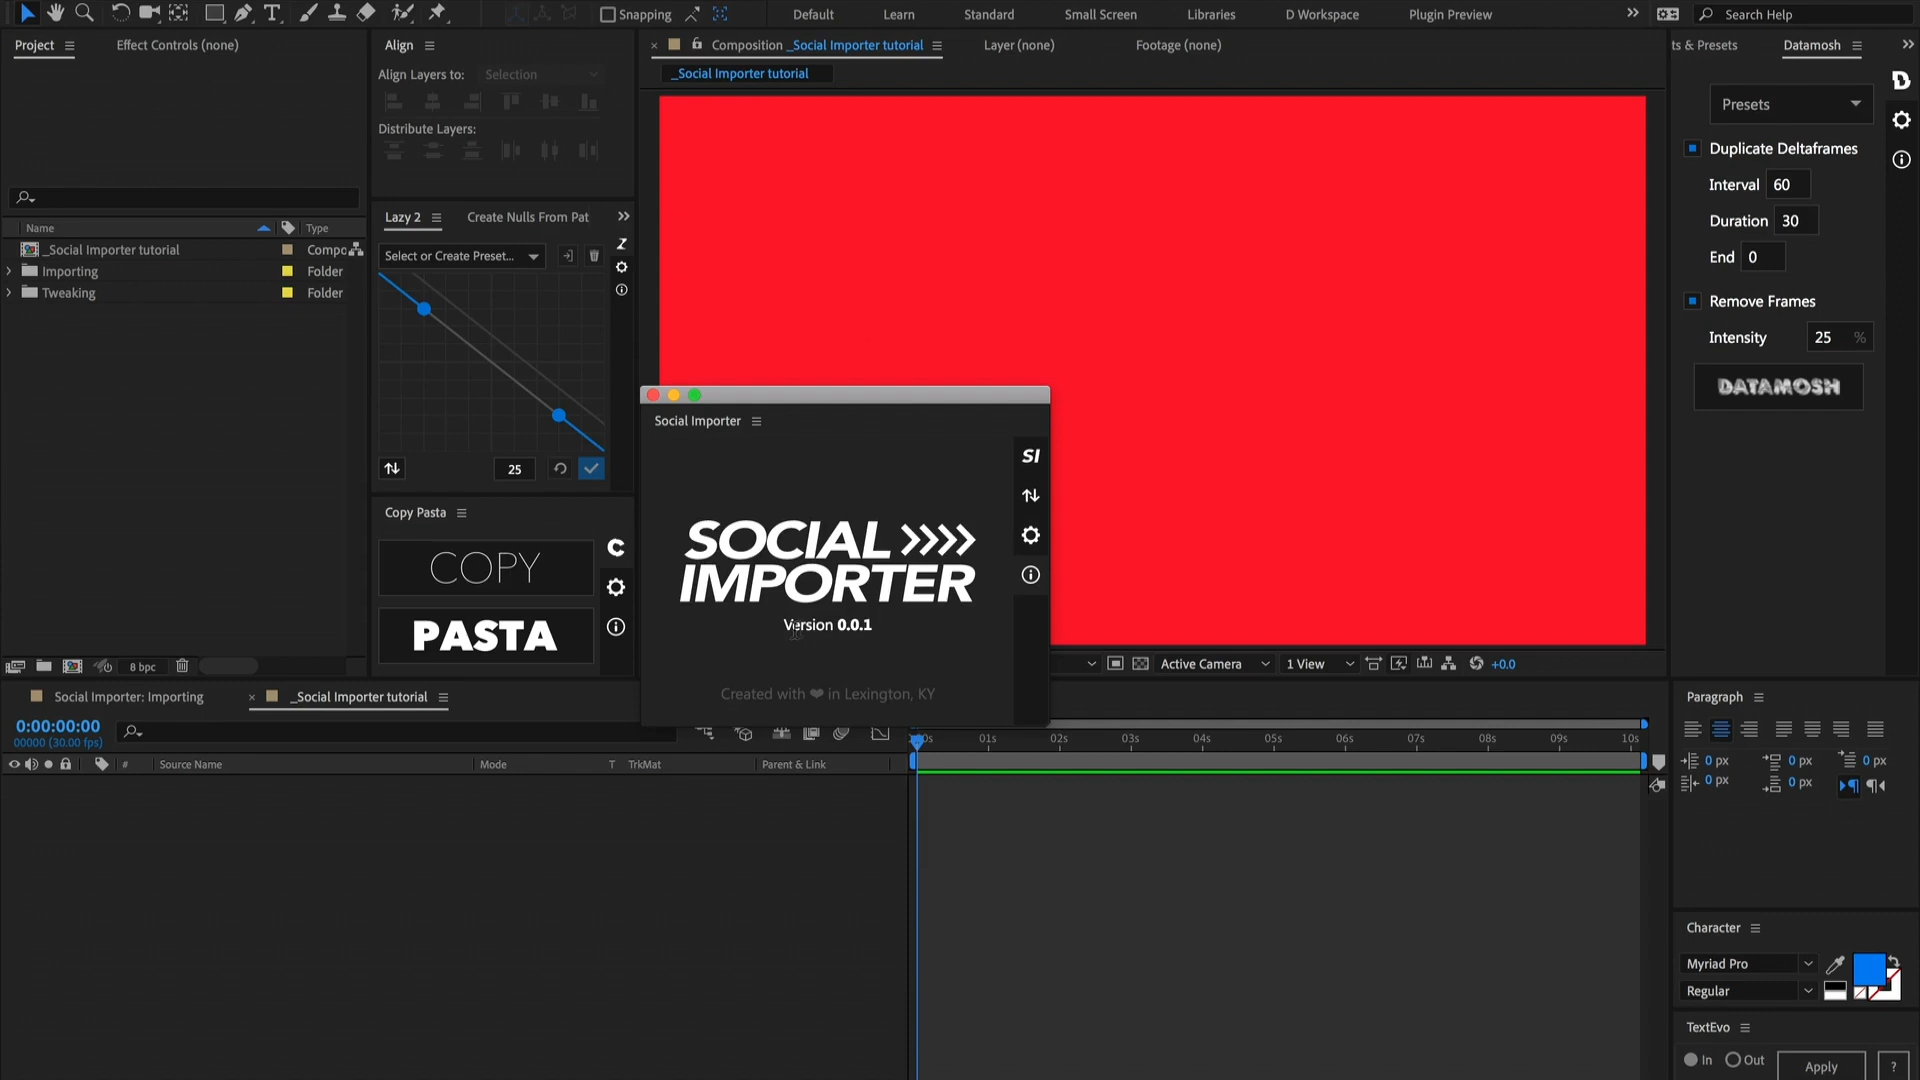 Snapping
Default
Learn
Standard
Small Screen
Libraries
D Workspace
Plugin Preview
Search Help
Project
Effect Controls (none)
Align
Composition _Social Importer tutorial
Layer (none)
Footage (none)
ts & Presets
Datamosh
Align Layers to:
Selection
_Social Importer tutorial
Presets
Distribute Layers:
Duplicate Deltaframes
Interval 60
Duration 30
End 0
Remove Frames
Intensity 25 %
DATAMOSH
Name
Type
_Social Importer tutorial
Compo
Importing
Folder
Tweaking
Folder
Lazy 2
Create Nulls From Pat
Select or Create Preset...
25
Copy Pasta
COPY
PASTA
Social Importer
SI
SOCIAL
IMPORTER
Version 0.0.1
Created with ❤ in Lexington, KY
8 bpc
Active Camera
1 View
+0.0
Social Importer: Importing
_Social Importer tutorial
0:00:00:00
00000 (30.00 fps)
# Source Name
Mode
T TrkMat
Parent & Link
01s
02s
03s
04s
05s
06s
07s
08s
09s
10s
Paragraph
0 px
0 px
0 px
0 px
0 px
Character
Myriad Pro
Regular
TextEvo
In
Out
Apply
?